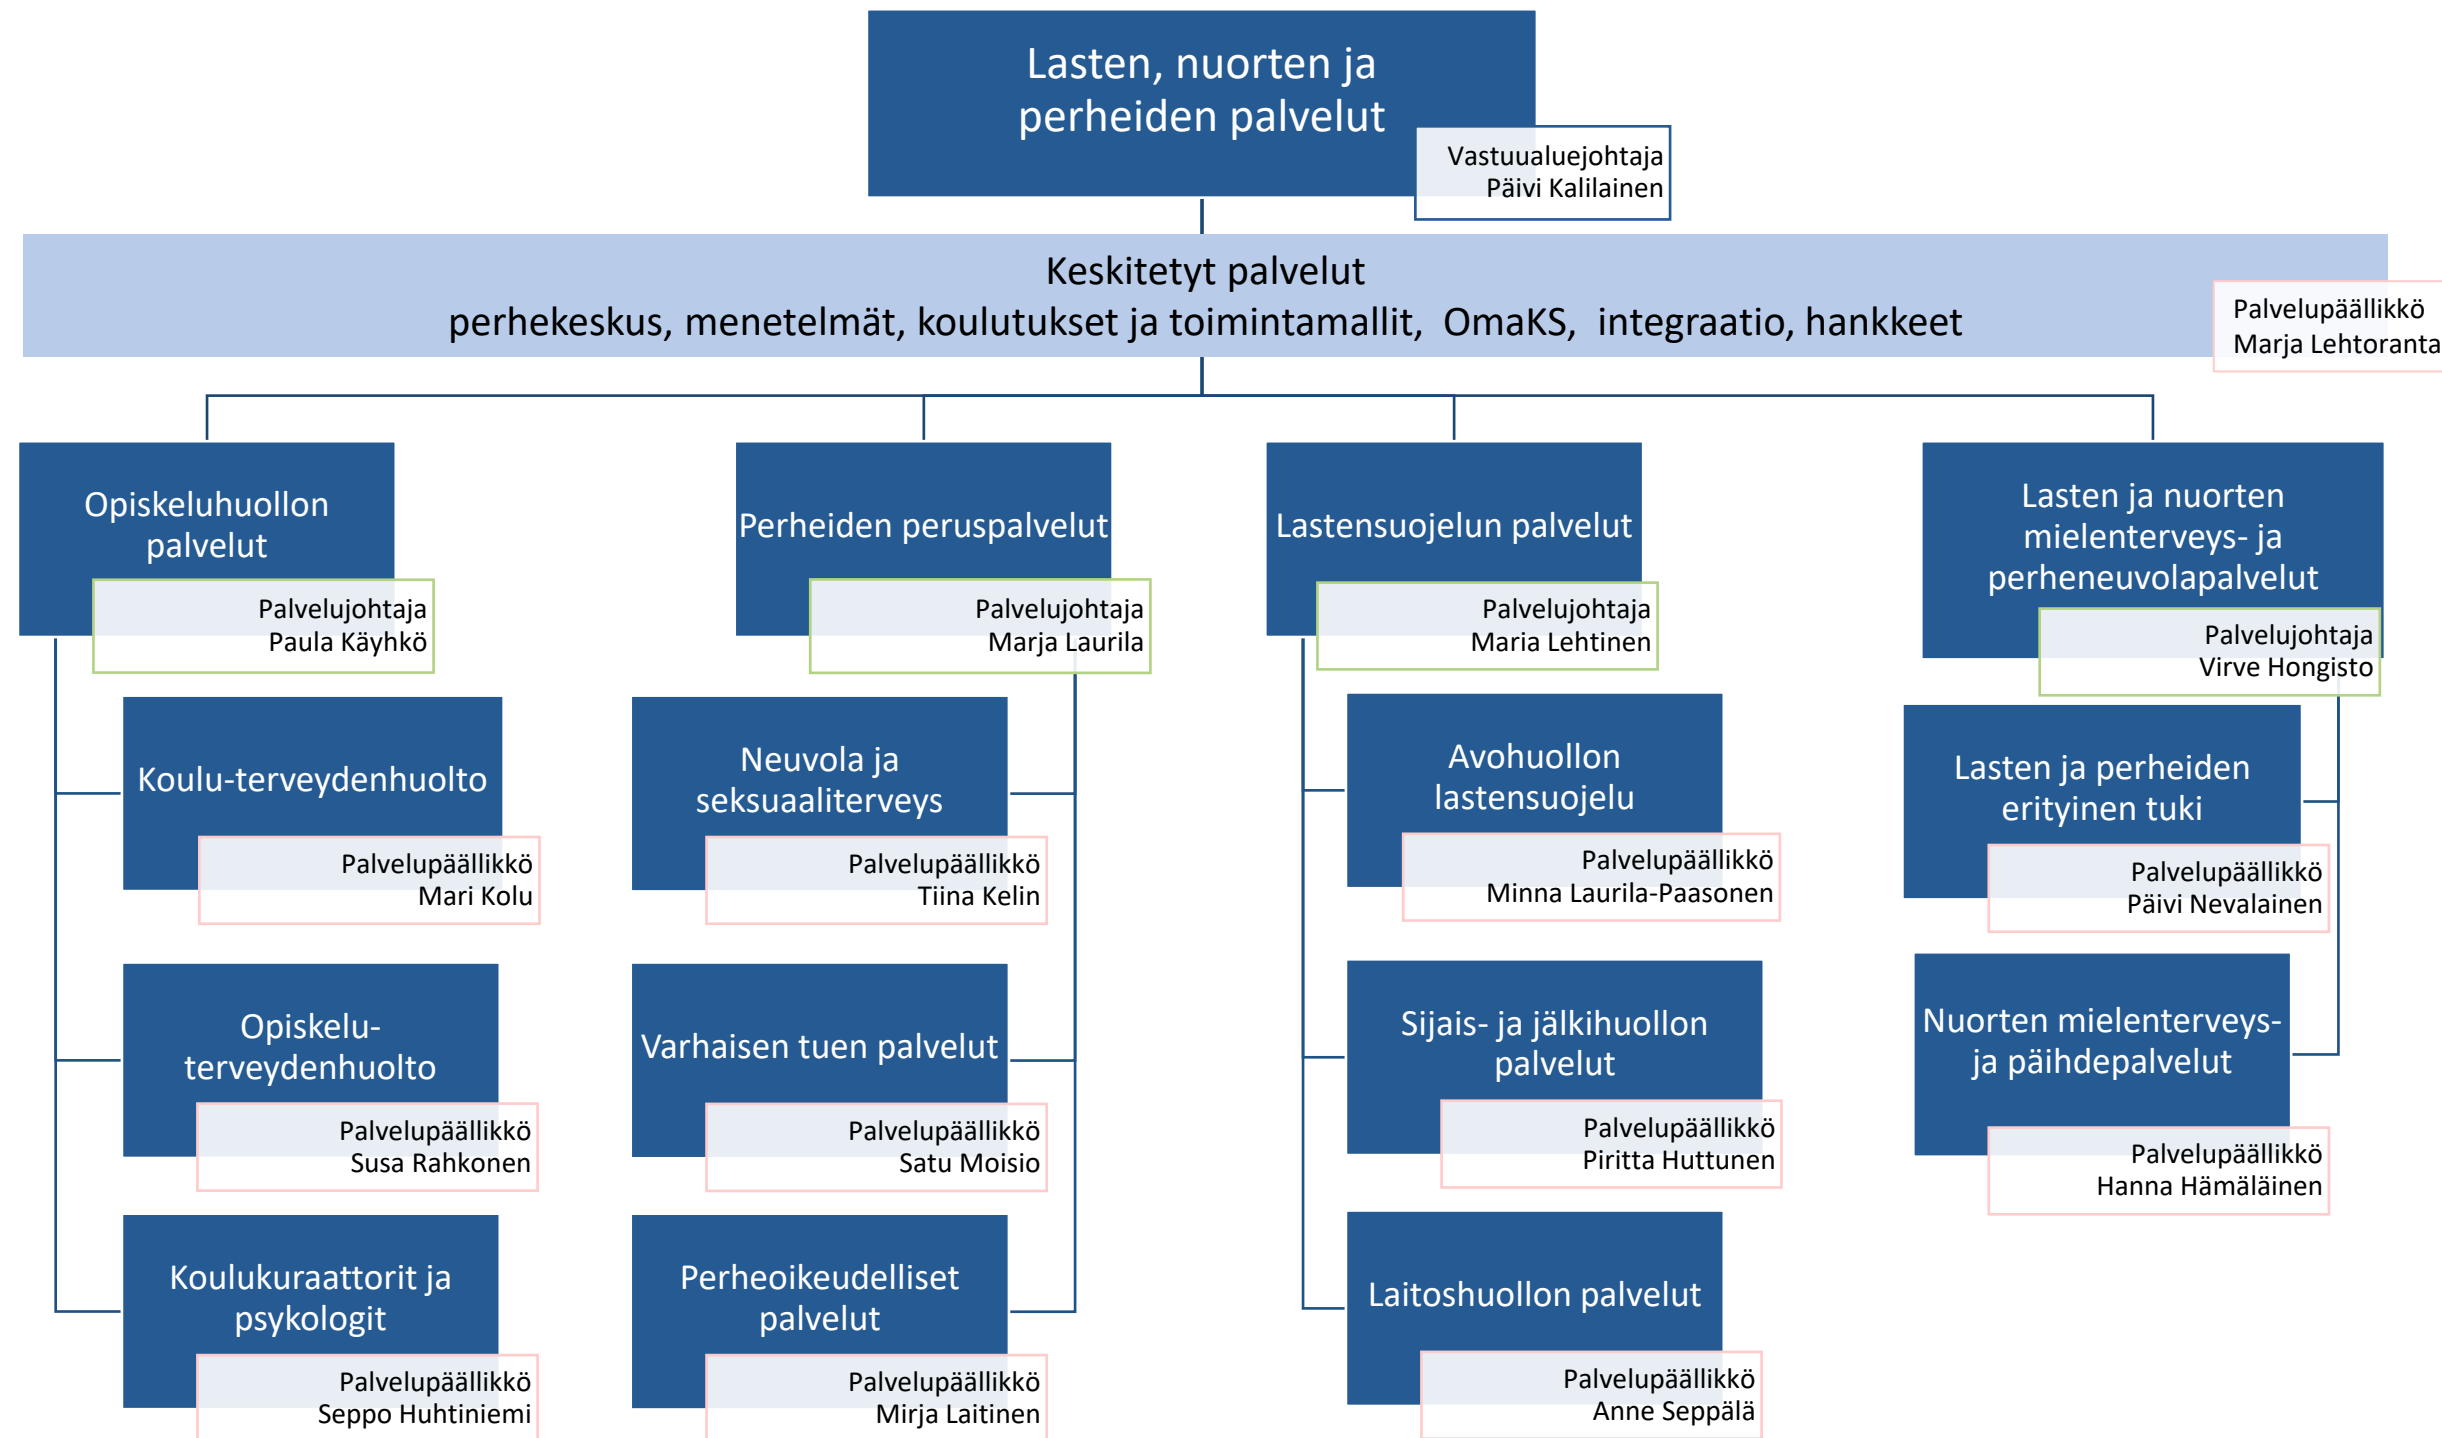 Lasten, nuorten ja
perheiden palvelut
Vastuualuejohtaja
Päivi Kalilainen
Keskitetyt palvelut
perhekeskus, menetelmät, koulutukset ja toimintamallit, OmaKS, integraatio, hankkeet
Palvelupäällikkö
Marja Lehtoranta
Opiskeluhuollon
palvelut
Palvelujohtaja
Paula Käyhkö
Koulu-terveydenhuolto
Palvelupäällikkö
Mari Kolu
Opiskelu-
terveydenhuolto
Palvelupäällikkö
Susa Rahkonen
Koulukuraattorit ja
psykologit
Palvelupäällikkö
Seppo Huhtiniemi
Perheiden peruspalvelut
Palvelujohtaja
Marja Laurila
Neuvola ja
seksuaaliterveys
Palvelupäällikkö
Tiina Kelin
Varhaisen tuen palvelut
Palvelupäällikkö
Satu Moisio
Perheoikeudelliset
palvelut
Palvelupäällikkö
Mirja Laitinen
Lastensuojelun palvelut
Palvelujohtaja
Maria Lehtinen
Avohuollon
lastensuojelu
Palvelupäällikkö
Minna Laurila-Paasonen
Sijais- ja jälkihuollon
palvelut
Palvelupäällikkö
Piritta Huttunen
Laitoshuollon palvelut
Palvelupäällikkö
Anne Seppälä
Lasten ja nuorten
mielenterveys- ja
perheneuvolapalvelut
Palvelujohtaja
Virve Hongisto
Lasten ja perheiden
erityinen tuki
Palvelupäällikkö
Päivi Nevalainen
Nuorten mielenterveys-
ja päihdepalvelut
Palvelupäällikkö
Hanna Hämäläinen